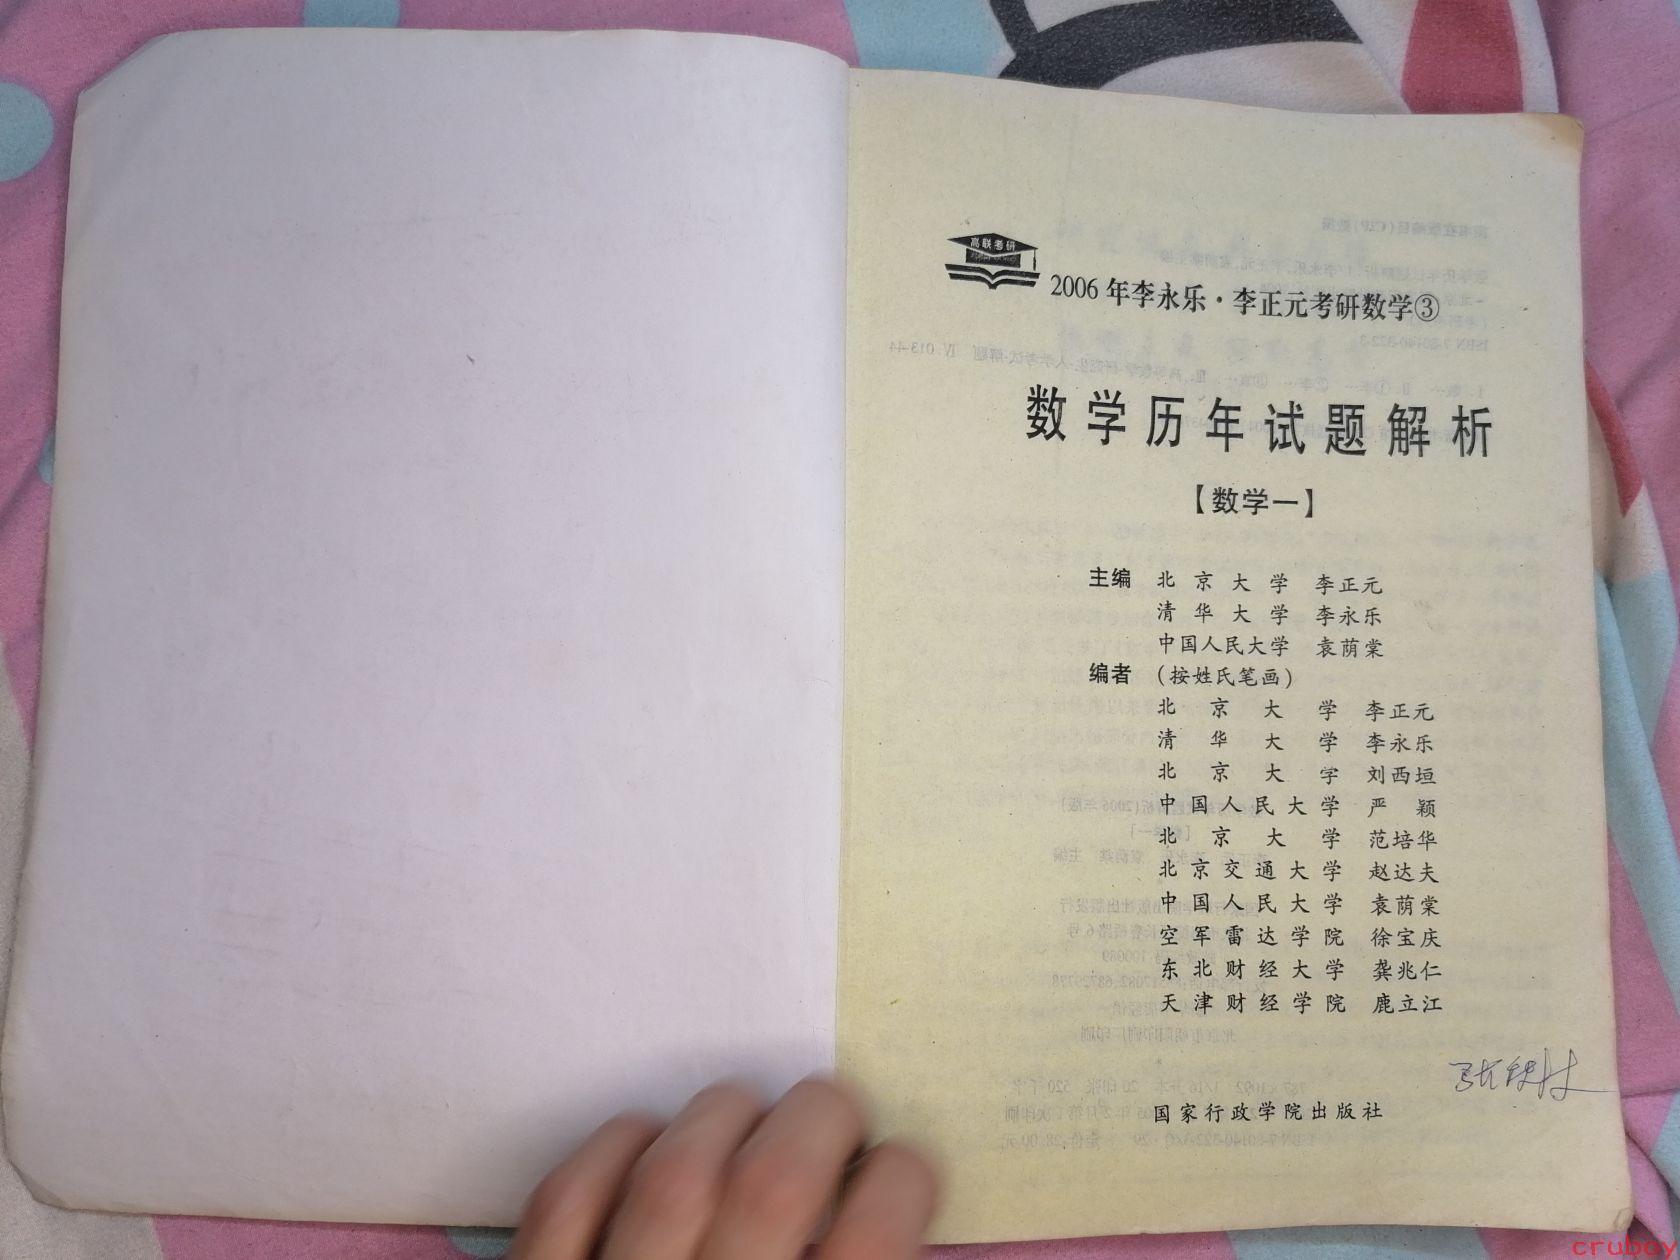 高联考研
2006年李永乐·李正元考研数学③
数学历年试题解析
【数学一】
主编 北京大学 李正元
清华大学 李永乐
中国人民大学 袁荫棠
编者 (按姓氏笔画)
北京大学 李正元
清华大学 李永乐
北京大学 刘西垣
中国人民大学 严颖
北京大学 范培华
北京交通大学 赵达夫
中国人民大学 袁荫棠
空军雷达学院 徐宝庆
东北财经大学 龚兆仁
天津财经学院 鹿立江
国家行政学院出版社
cruboy